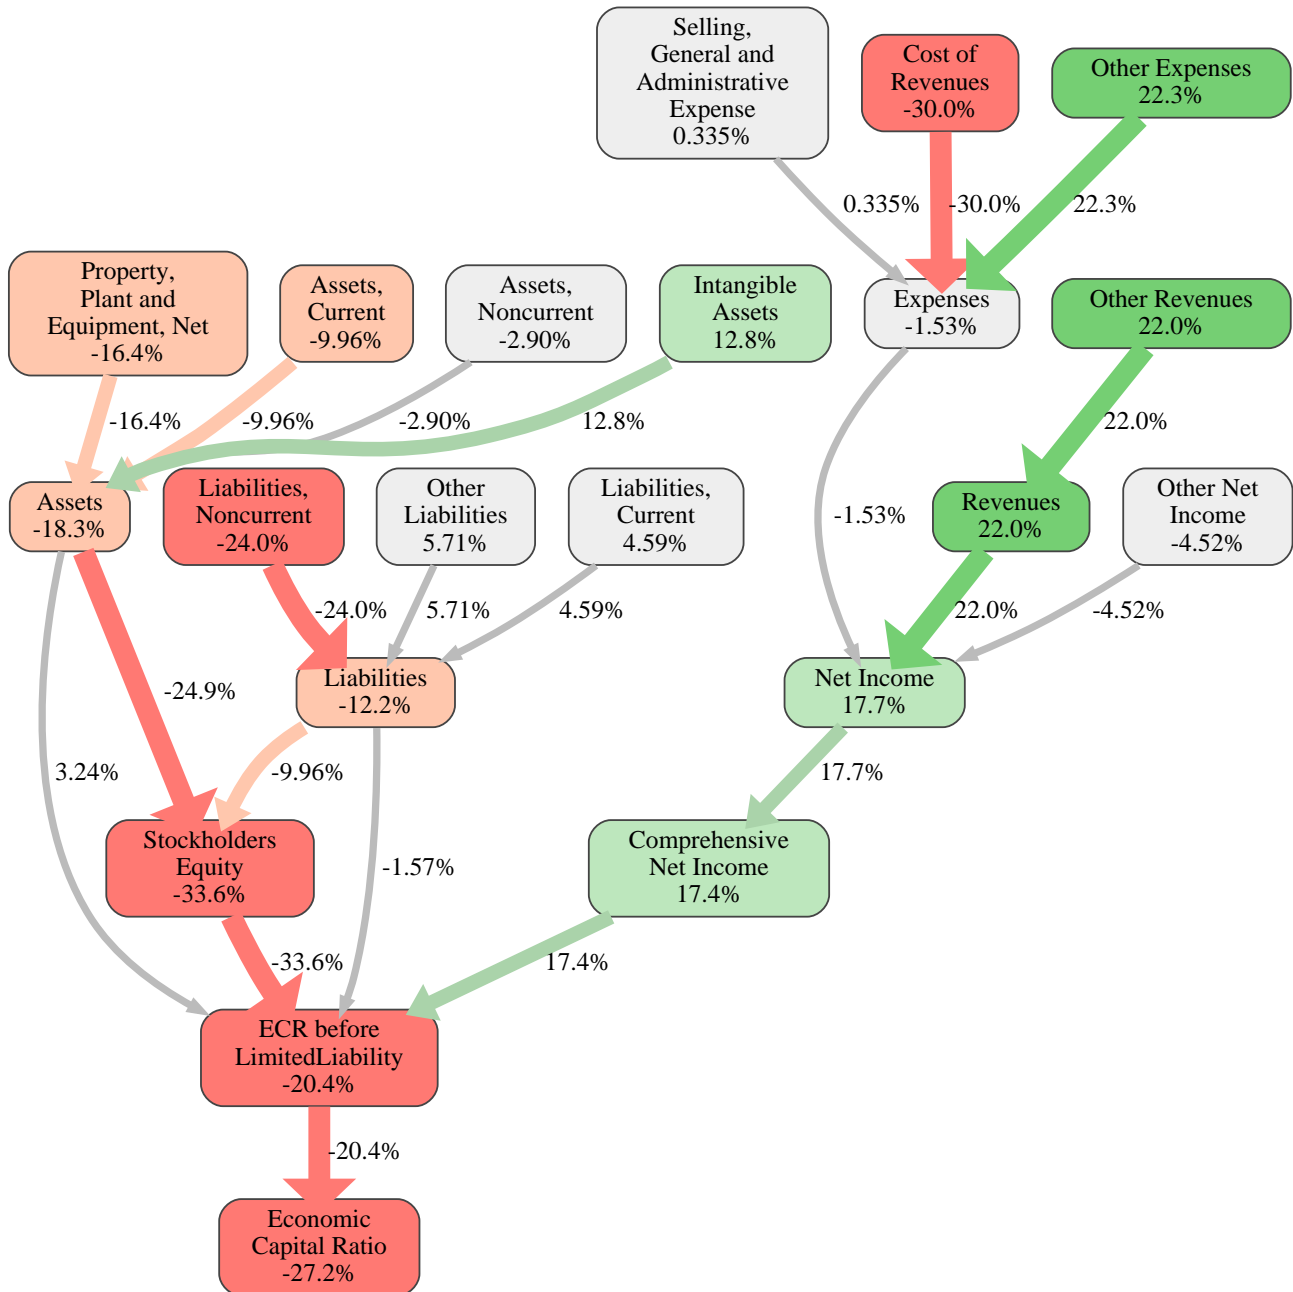 Selling,
General and
Administrative
Expense
0.335%
Cost of
Revenues
-30.0%
Other Expenses
22.3%
0.335%
-30.0%
22.3%
Property,
Plant and
Equipment, Net
-16.4%
Assets,
Current
-9.96%
Assets,
Noncurrent
-2.90%
Intangible
Assets
12.8%
Expenses
-1.53%
Other Revenues
22.0%
-16.4%
-9.96%
-2.90%
12.8%
22.0%
Assets
-18.3%
Liabilities,
Noncurrent
-24.0%
Other
Liabilities
5.71%
Liabilities,
Current
4.59%
-1.53%
Revenues
22.0%
Other Net
Income
-4.52%
-24.0%
5.71%
4.59%
22.0%
-4.52%
-24.9%
Liabilities
-12.2%
Net Income
17.7%
3.24%
-9.96%
17.7%
Stockholders
Equity
-33.6%
-1.57%
Comprehensive
Net Income
17.4%
-33.6%
17.4%
ECR before
LimitedLiability
-20.4%
-20.4%
Economic
Capital Ratio
-27.2%